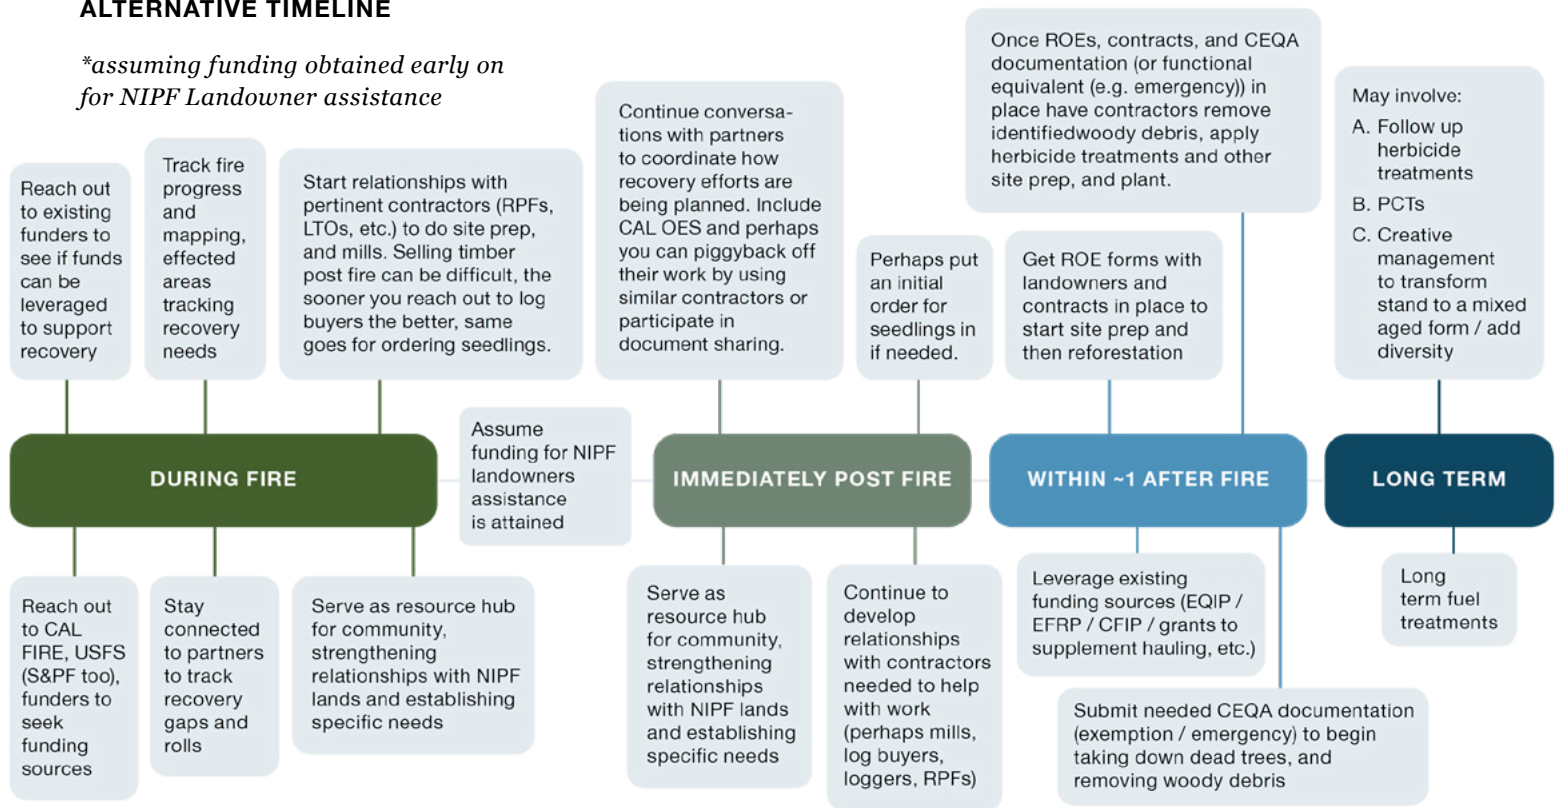 ALTERNATIVE TIMELINE
*assuming funding obtained early on
for NIPF Landowner assistance
Reach out
to existing
funders to
see if funds
can be
leveraged
to support
recovery
Track fire
progress
and
mapping,
effected
areas
tracking
recovery
needs
Start relationships with
pertinent contractors (RPFs,
LTOs, etc.) to do site prep,
and mills. Selling timber
post fire can be difficult, the
sooner you reach out to log
buyers the better, same
goes for ordering seedlings.
Continue conversa-
tions with partners
to coordinate how
recovery efforts are
being planned. Include
CAL OES and perhaps
you can piggyback off
their work by using
similar contractors or
participate in
document sharing.
Perhaps put
an initial
order for
seedlings in
if needed.
Once ROEs, contracts, and CEQA
documentation (or functional
equivalent (e.g. emergency)) in
place have contractors remove
identifiedwoody debris, apply
herbicide treatments and other
site prep, and plant.
Get ROE forms with
landowners and
contracts in place to
start site prep and
then reforestation
May involve:
A. Follow up
herbicide
treatments
B. PCTs
C. Creative
management
to transform
stand to a mixed
aged form / add
diversity
DURING FIRE
Assume
funding for NIPF
landowners
assistance
is attained
IMMEDIATELY POST FIRE
WITHIN ~1 AFTER FIRE
LONG TERM
Reach out
to CAL
FIRE, USFS
(S&PF too),
funders to
seek
funding
sources
Stay
connected
to partners
to track
recovery
gaps and
rolls
Serve as resource hub
for community,
strengthening
relationships with NIPF
lands and establishing
specific needs
Serve as
resource hub
for community,
strengthening
relationships
with NIPF lands
and establishing
specific needs
Continue to
develop
relationships
with contractors
needed to help
with work
(perhaps mills,
log buyers,
loggers, RPFs)
Leverage existing
funding sources (EQIP /
EFRP / CFIP / grants to
supplement hauling, etc.)
Submit needed CEQA documentation
(exemption / emergency) to begin
taking down dead trees, and
removing woody debris
Long
term fuel
treatments